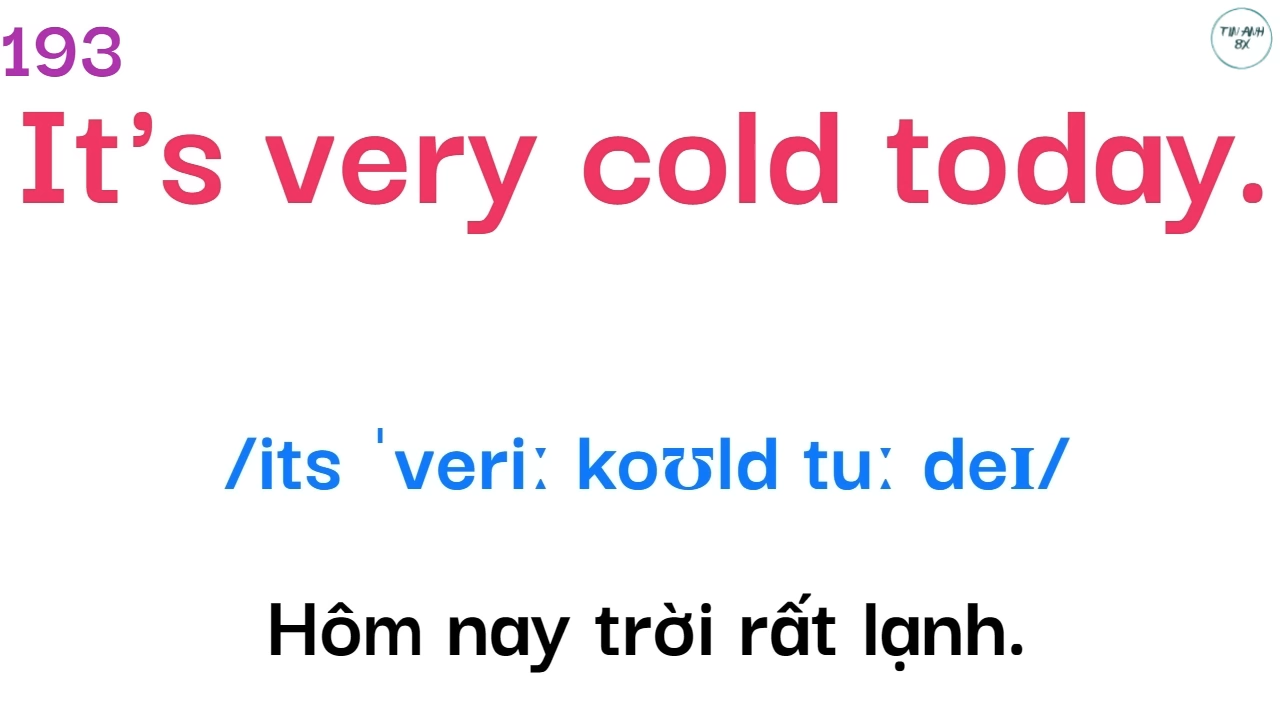 193
TIN ANH
8X
It’s very cold today.
/its ˈveriː koʊld tuː deɪ/
Hôm nay trời rất lạnh.